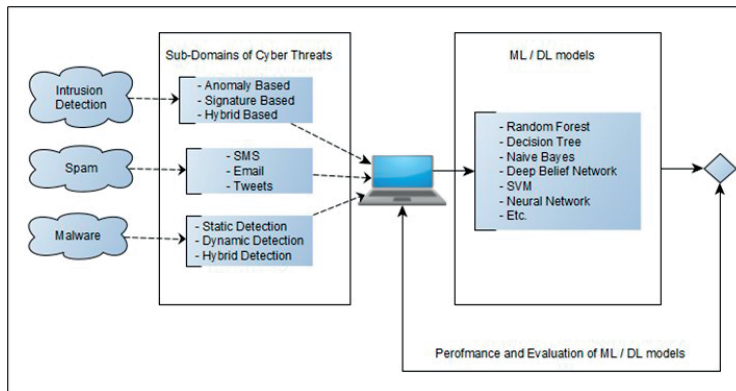 Sub-Domains of Cyber Threats
ML / DL models
Intrusion
Detection
- Anomaly Based
- Signature Based
- Hybrid Based
Spam
- SMS
- Email
- Tweets
Malware
- Static Detection
- Dynamic Detection
- Hybrid Detection
- Random Forest
- Decision Tree
- Naive Bayes
- Deep Belief Network
- SVM
- Neural Network
- Etc.
Perofmance and Evaluation of ML / DL models